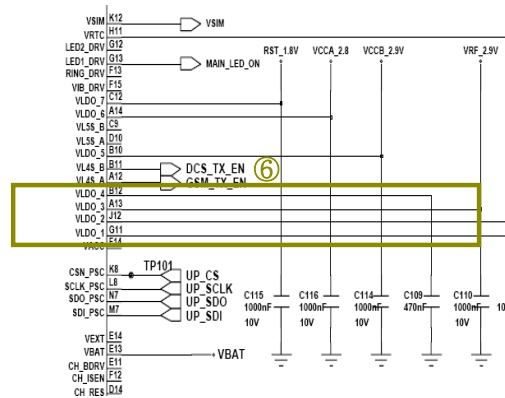 VSIM K12 VSIM
VRTC H11
LED2_DRV G12 RST_1.8V VCCA_2.8 VCCB_2.9V VRF_2.9V
LED1_DRV G13 MAIN_LED_ON
RING_DRV F13
VIB_DRV F15
VLDO_7 C12
VLDO_6 A14
VL5S_B C9
VL5S_A D10
VLDO_5 B10
VL4S_B B11 DCS_TX_EN ⑥
VL4S_A A12 GSM_TX_EN
VLDO_4 B12
VLDO_3 A13
VLDO_2 J12
VLDO_1 G11
VACC E14
TP101
CSN_PSC K8 UP_CS
SCLK_PSC L8 UP_SCLK
SDO_PSC N7 UP_SDO
SDI_PSC M7 UP_SDI
C115 C116 C114 C109 C110
1000nF 1000nF 1000nF 470nF 1000nF 10
10V 10V 10V 10V
VEXT E14
VBAT E13 VBAT
CH_BDRV E11
CH_ISEN F12
CH_RES D14